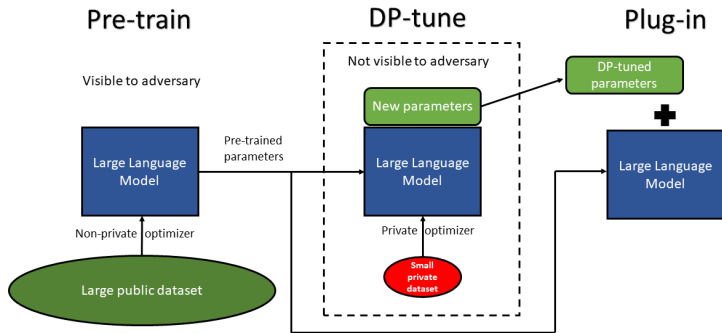 Pre-train
DP-tune
Plug-in
Visible to adversary
Not visible to adversary
New parameters
DP-tuned
parameters
Large Language
Model
Pre-trained
parameters
Large Language
Model
Large Language
Model
Non-private optimizer
Private optimizer
Large public dataset
Small
private
dataset